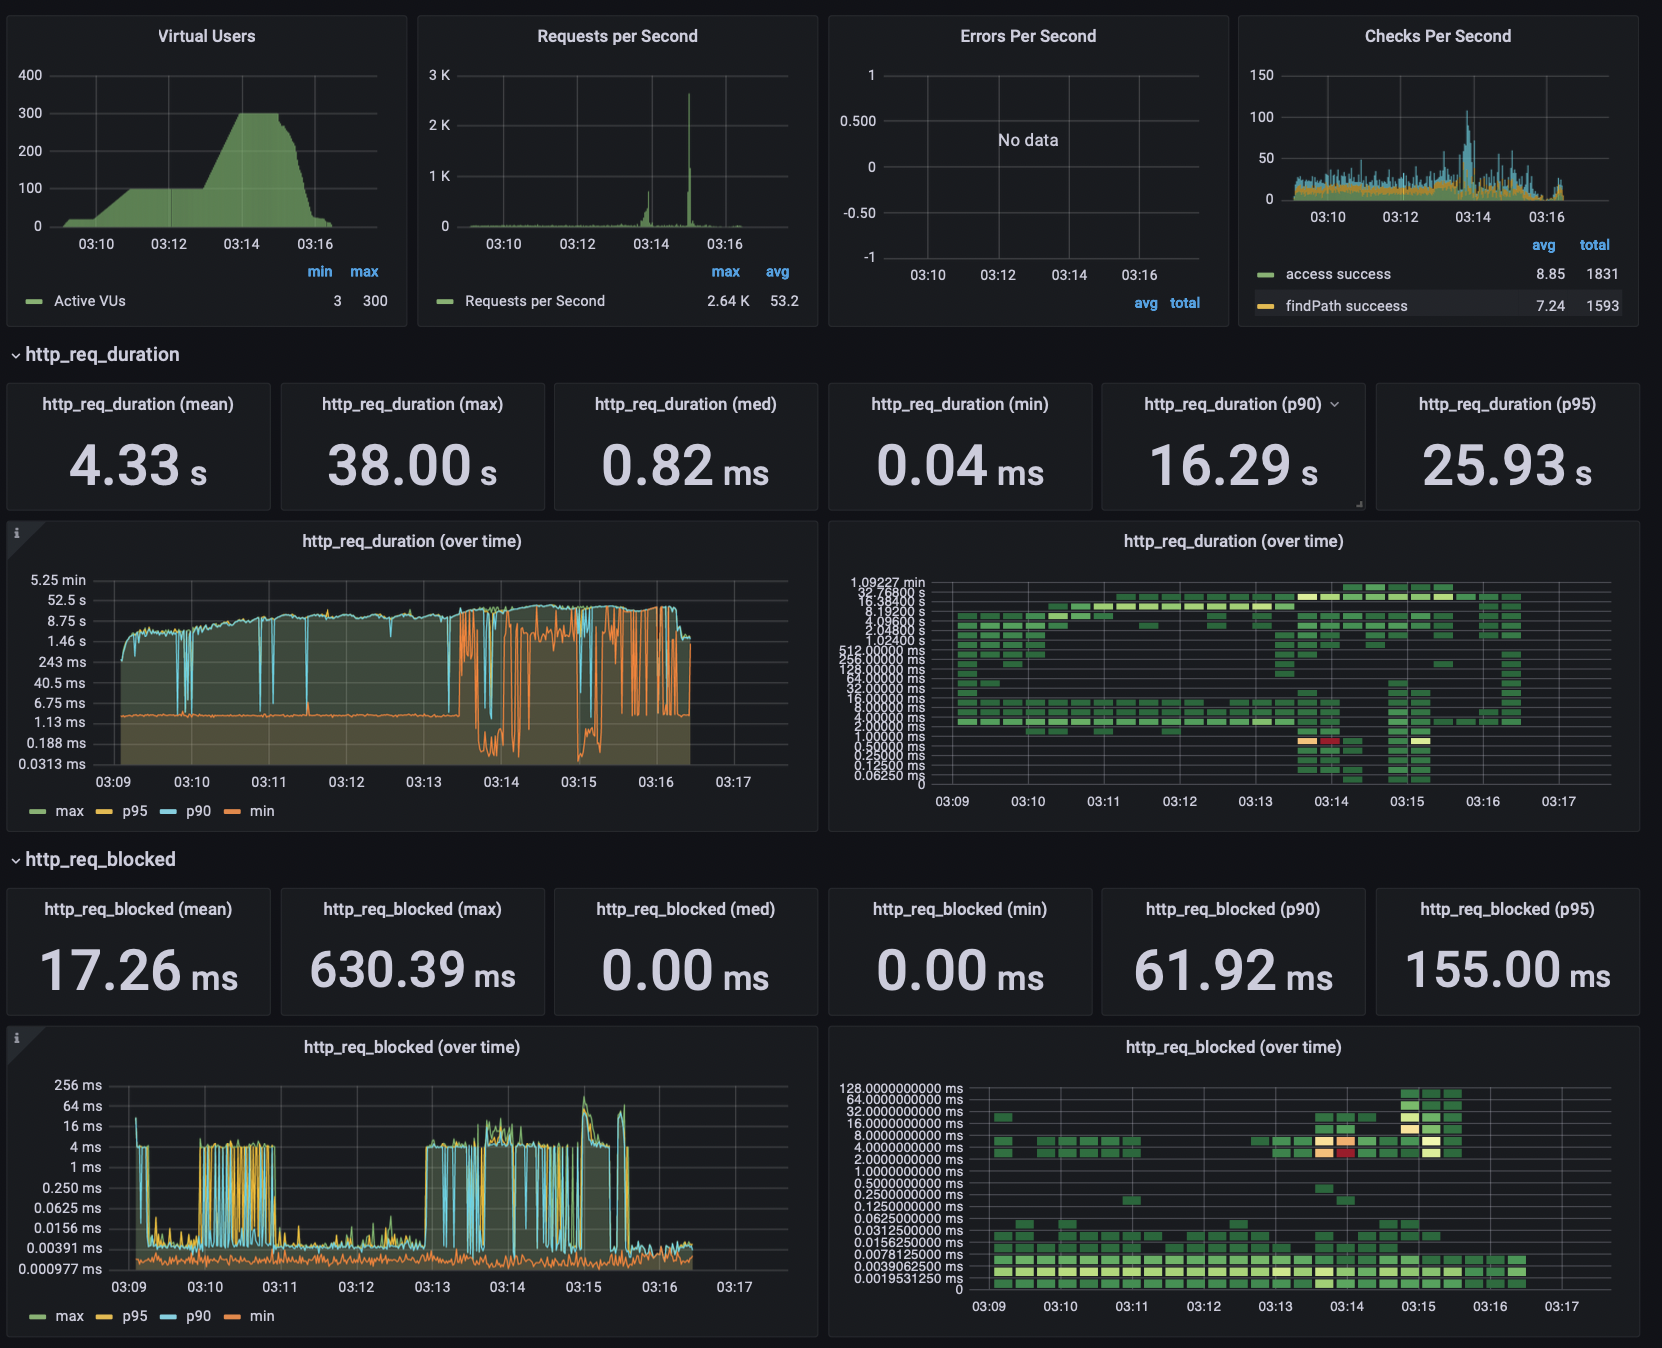 Virtual Users
400
300
200
100
0
03:10 03:12 03:14 03:16
min max
Active VUs 3 300
Requests per Second
3 K
2 K
1 K
0
03:10 03:12 03:14 03:16
max avg
Requests per Second 2.64 K 53.2
Errors Per Second
1
0.500
0
-0.50
-1
No data
03:10 03:12 03:14 03:16
avg total
Checks Per Second
150
100
50
0
03:10 03:12 03:14 03:16
avg total
access success 8.85 1831
findPath succeess 7.24 1593
http_req_duration
http_req_duration (mean)
4.33 s
http_req_duration (max)
38.00 s
http_req_duration (med)
0.82 ms
http_req_duration (min)
0.04 ms
http_req_duration (p90)
16.29 s
http_req_duration (p95)
25.93 s
i
http_req_duration (over time)
5.25 min
52.5 s
8.75 s
1.46 s
243 ms
40.5 ms
6.75 ms
1.13 ms
0.188 ms
0.0313 ms
03:09 03:10 03:11 03:12 03:13 03:14 03:15 03:16 03:17
max p95 p90 min
http_req_duration (over time)
1.09227 min
32.76800 s
16.38400 s
8.19200 s
4.09600 s
2.04800 s
1.02400 s
512.00000 ms
256.00000 ms
128.00000 ms
64.00000 ms
32.00000 ms
16.00000 ms
8.00000 ms
4.00000 ms
2.00000 ms
1.00000 ms
0.50000 ms
0.25000 ms
0.12500 ms
0.06250 ms
0
03:09 03:10 03:11 03:12 03:13 03:14 03:15 03:16 03:17
http_req_blocked
http_req_blocked (mean)
17.26 ms
http_req_blocked (max)
630.39 ms
http_req_blocked (med)
0.00 ms
http_req_blocked (min)
0.00 ms
http_req_blocked (p90)
61.92 ms
http_req_blocked (p95)
155.00 ms
i
http_req_blocked (over time)
256 ms
64 ms
16 ms
4 ms
1 ms
0.250 ms
0.0625 ms
0.0156 ms
0.00391 ms
0.000977 ms
03:09 03:10 03:11 03:12 03:13 03:14 03:15 03:16 03:17
max p95 p90 min
http_req_blocked (over time)
128.0000000000 ms
64.0000000000 ms
32.0000000000 ms
16.0000000000 ms
8.0000000000 ms
4.0000000000 ms
2.0000000000 ms
1.0000000000 ms
0.5000000000 ms
0.2500000000 ms
0.1250000000 ms
0.0625000000 ms
0.0312500000 ms
0.0156250000 ms
0.0078125000 ms
0.0039062500 ms
0.0019531250 ms
0
03:09 03:10 03:11 03:12 03:13 03:14 03:15 03:16 03:17